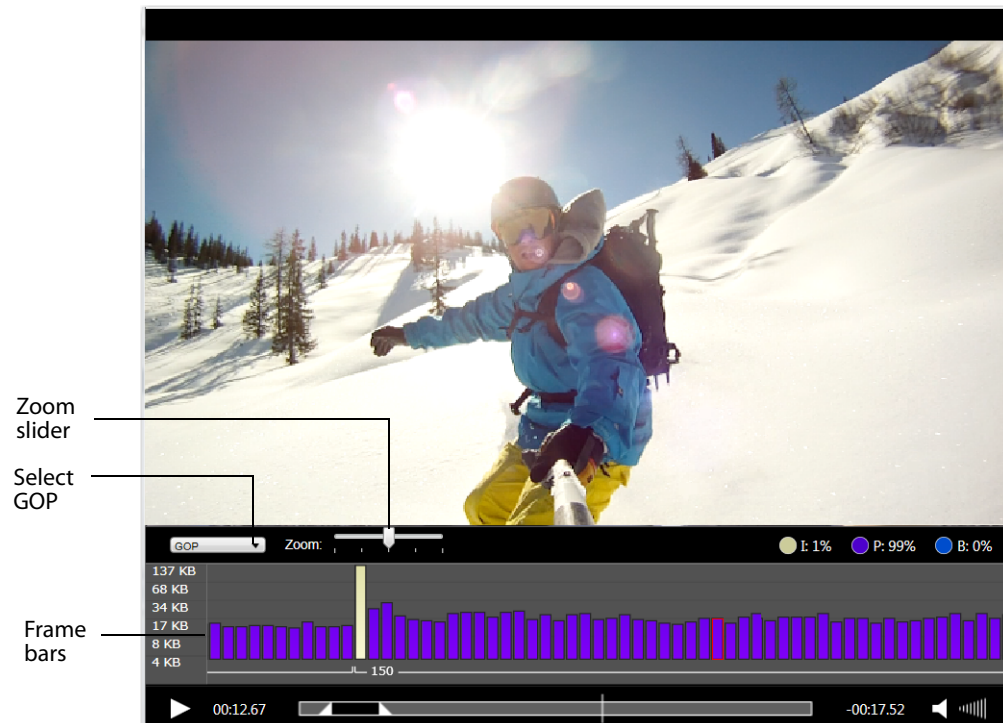 Zoom
slider
Select
GOP
GOP
Zoom:
I: 1%
P: 99%
B: 0%
137 KB
68 KB
34 KB
17 KB
8 KB
4 KB
Frame
bars
150
00:12.67
-00:17.52